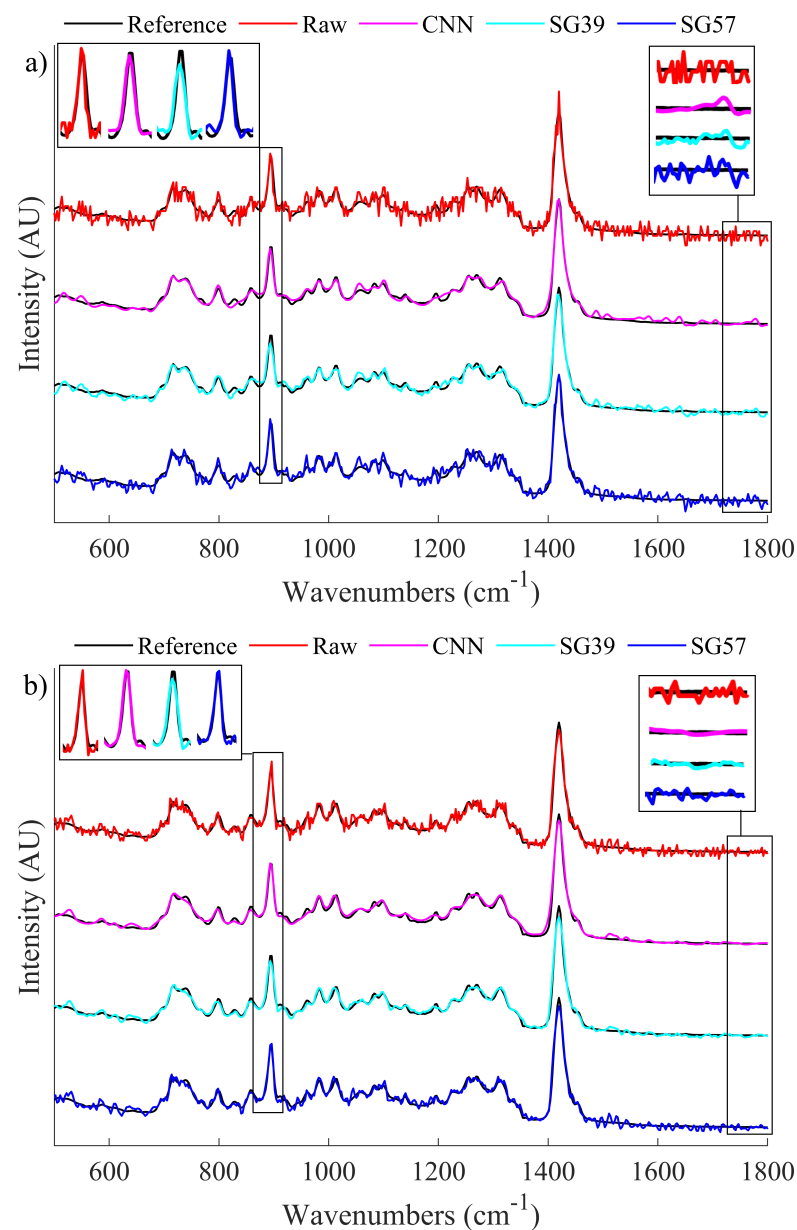 Reference Raw CNN SG39 SG57
a)
Intensity (AU)
600 800 1000 1200 1400 1600 1800
Wavenumbers (cm⁻¹)
Reference Raw CNN SG39 SG57
b)
Intensity (AU)
600 800 1000 1200 1400 1600 1800
Wavenumbers (cm⁻¹)